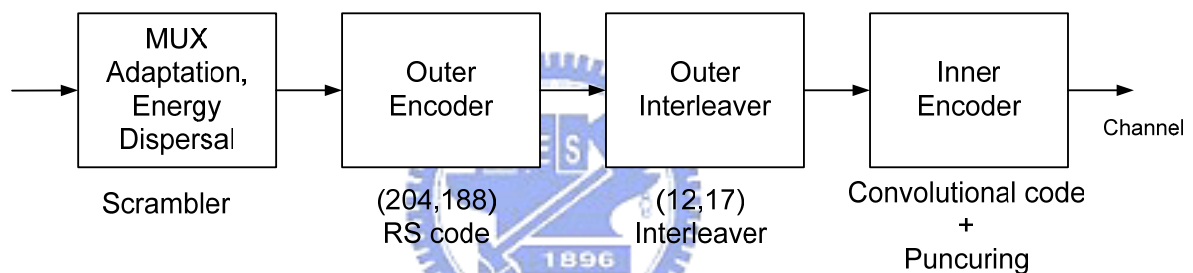 MUX
Adaptation,
Energy
Dispersal
Outer
Encoder
Outer
Interleaver
Inner
Encoder
Channel
Scrambler
(204,188)
RS code
(12,17)
Interleaver
Convolutional code
+
Puncuring
1896